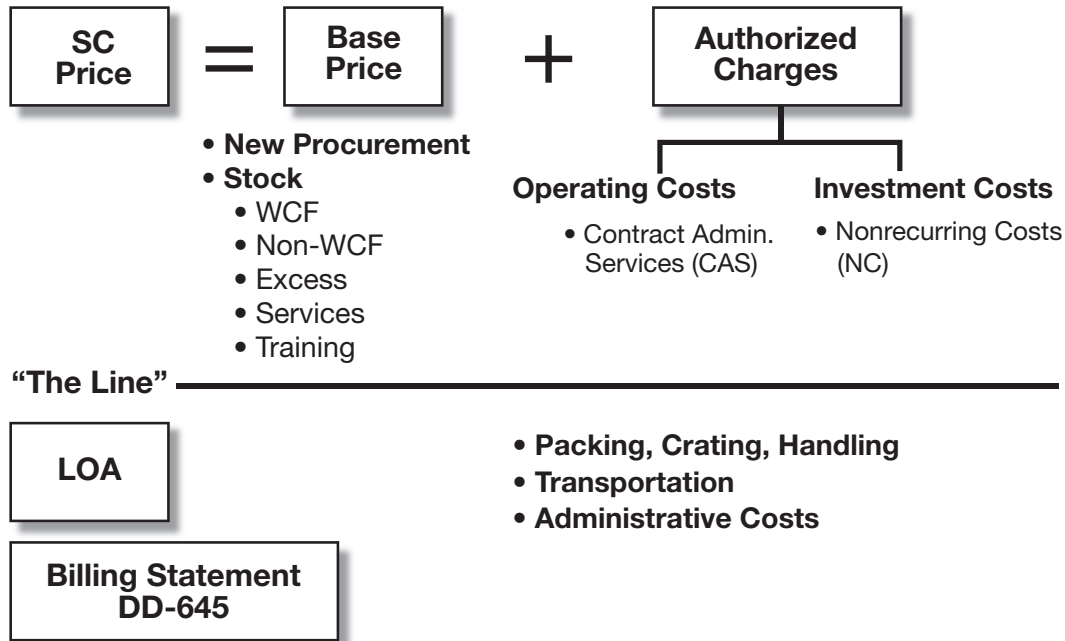 SC
Price
=
Base
Price
+
Authorized
Charges
• New Procurement
• Stock
• WCF
• Non-WCF
• Excess
• Services
• Training
Operating Costs
• Contract Admin.
Services (CAS)
Investment Costs
• Nonrecurring Costs
(NC)
“The Line”
LOA
• Packing, Crating, Handling
• Transportation
• Administrative Costs
Billing Statement
DD-645